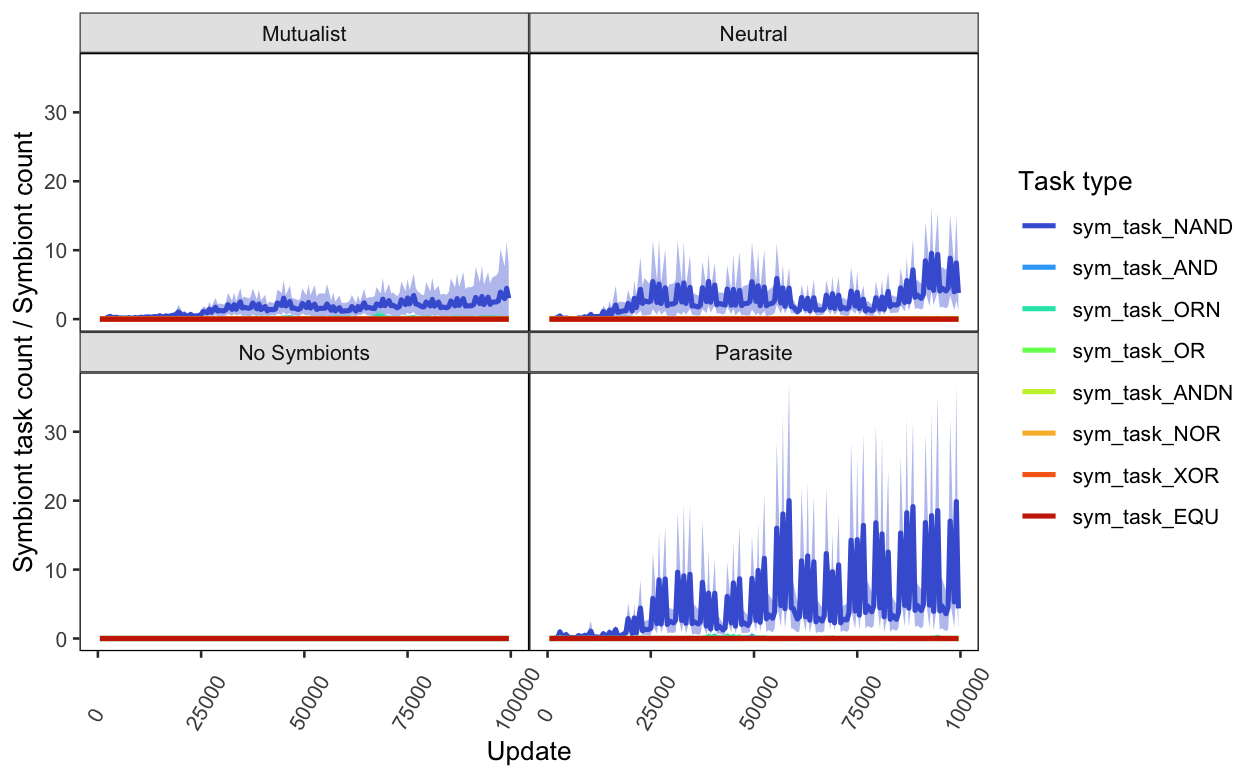 Mutualist
Neutral
30
20
10
0
No Symbionts
Parasite
30
20
10
0
0
25000
50000
75000
100000
0
25000
50000
75000
100000
Update
Symbiont task count / Symbiont count
Task type
sym_task_NAND
sym_task_AND
sym_task_ORN
sym_task_OR
sym_task_ANDN
sym_task_NOR
sym_task_XOR
sym_task_EQU